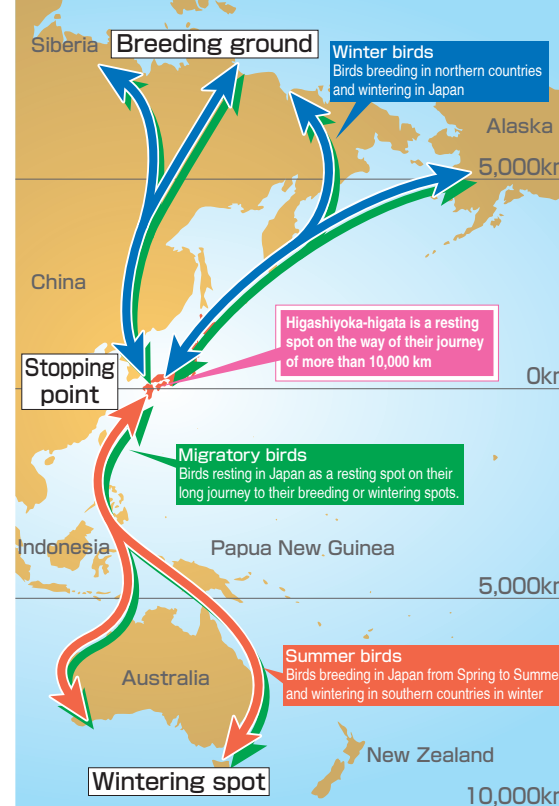 Siberia
Breeding ground
Winter birds
Birds breeding in northern countries
and wintering in Japan
Alaska
5,000km
China
Higashiyoka-higata is a resting
spot on the way of their journey
of more than 10,000 km
Stopping
point
0km
Migratory birds
Birds resting in Japan as a resting spot on their
long journey to their breeding or wintering spots.
Indonesia
Papua New Guinea
5,000km
Summer birds
Birds breeding in Japan from Spring to Summe
and wintering in southern countries in winter
Australia
New Zealand
Wintering spot
10,000km